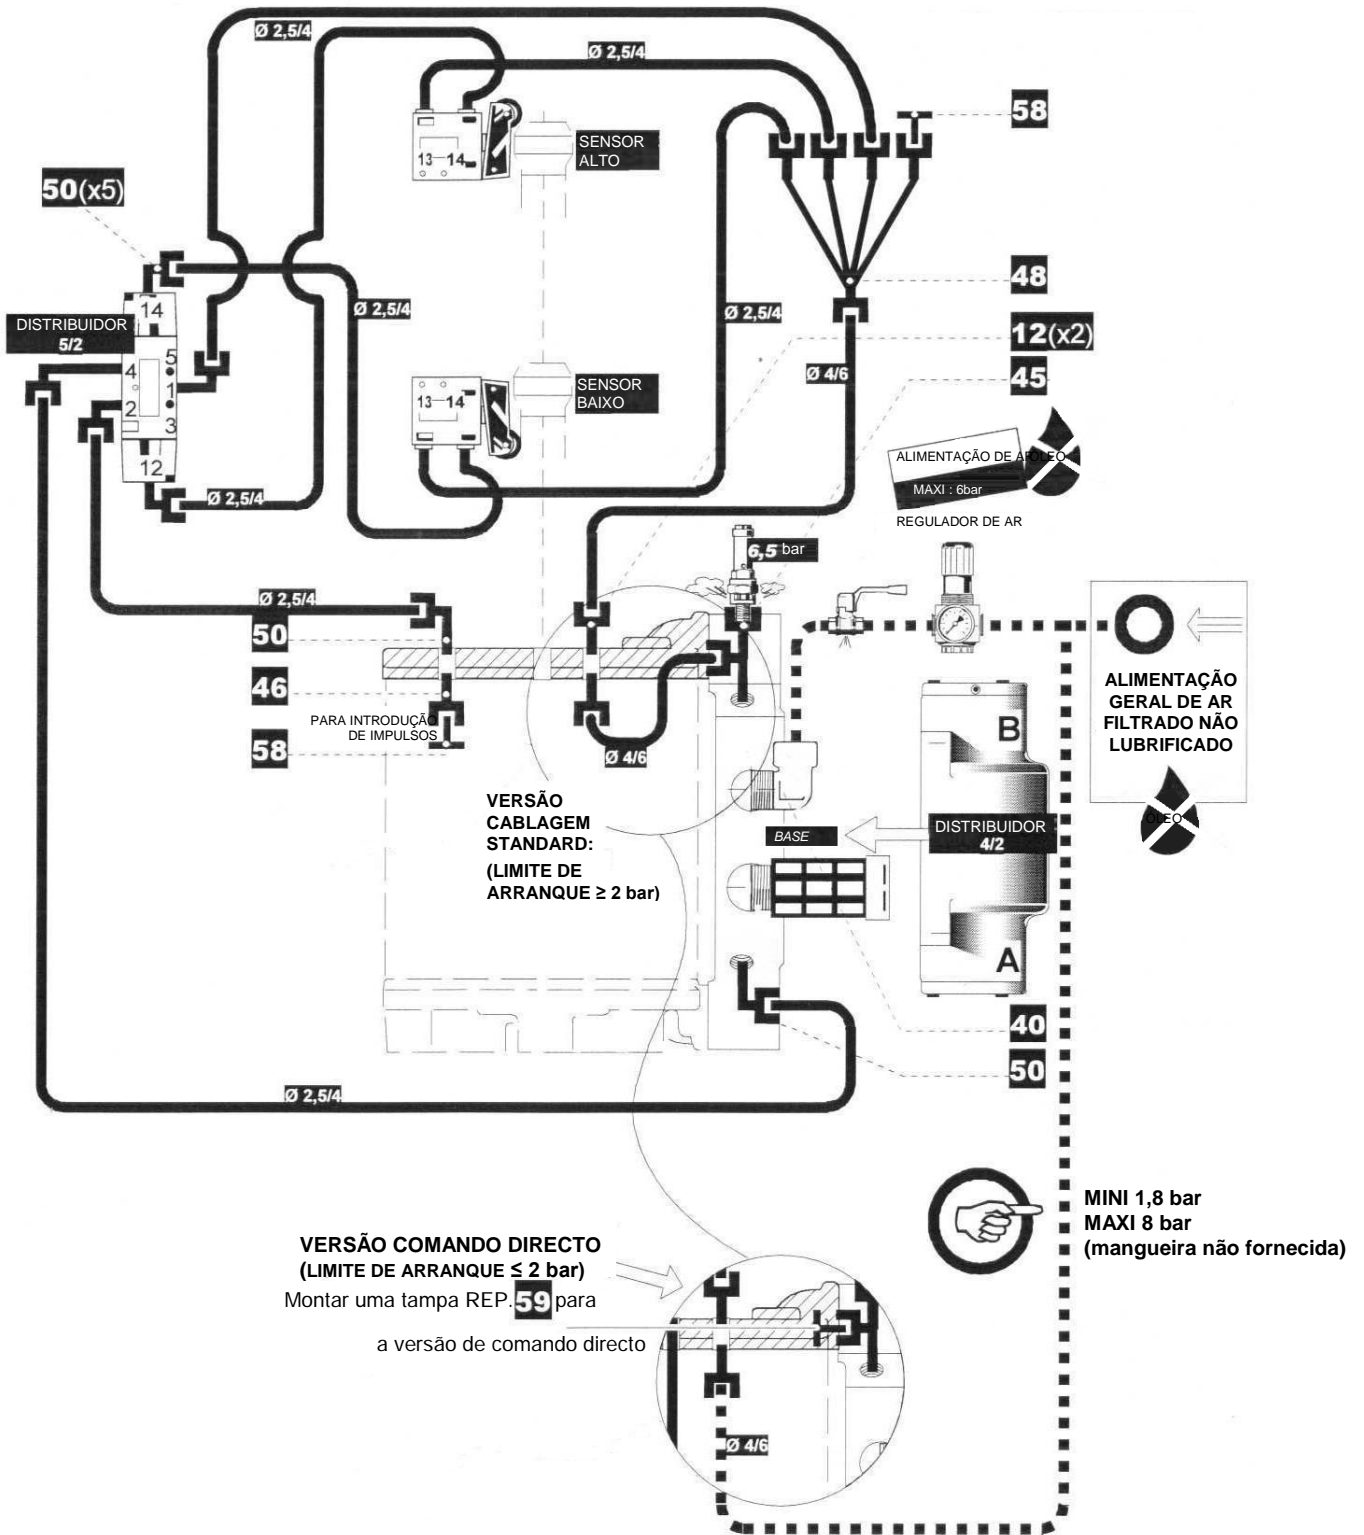 Ø 2,5/4
Ø 2,5/4
58
SENSOR
ALTO
13 14
50(x5)
48
14
Ø 2,5/4
Ø 2,5/4
DISTRIBUIDOR
5/2
12(x2)
5
4
1
2
3
Ø 4/6
45
SENSOR
BAIXO
13 14
ALIMENTAÇÃO DE AR
ÓLEO
MAXI : 6bar
REGULADOR DE AR
12
Ø 2,5/4
6,5 bar
Ø 2,5/4
50
46
PARA INTRODUÇÃO
DE IMPULSOS
58
Ø 4/6
ALIMENTAÇÃO
GERAL DE AR
FILTRADO NÃO
LUBRIFICADO
B
VERSÃO
CABLAGEM
STANDARD:
(LIMITE DE
ARRANQUE ≥ 2 bar)
BASE
DISTRIBUIDOR
4/2
ÓLEO
A
40
50
Ø 2,5/4
MINI 1,8 bar
MAXI 8 bar
(mangueira não fornecida)
VERSÃO COMANDO DIRECTO
(LIMITE DE ARRANQUE ≤ 2 bar)
Montar uma tampa REP. 59 para
a versão de comando directo
Ø 4/6